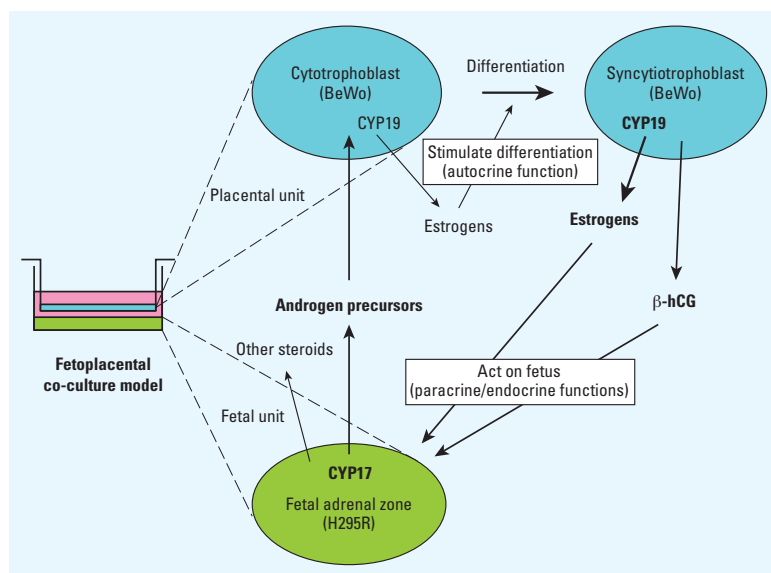 Cytotrophoblast
(BeWo)
CYP19
Differentiation
Syncytiotrophoblast
(BeWo)
CYP19
Stimulate differentiation
(autocrine function)
Placental unit
Estrogens
Estrogens
Androgen precursors
β-hCG
Fetoplacental
co-culture model
Other steroids
Act on fetus
(paracrine/endocrine functions)
Fetal unit
CYP17
Fetal adrenal zone
(H295R)